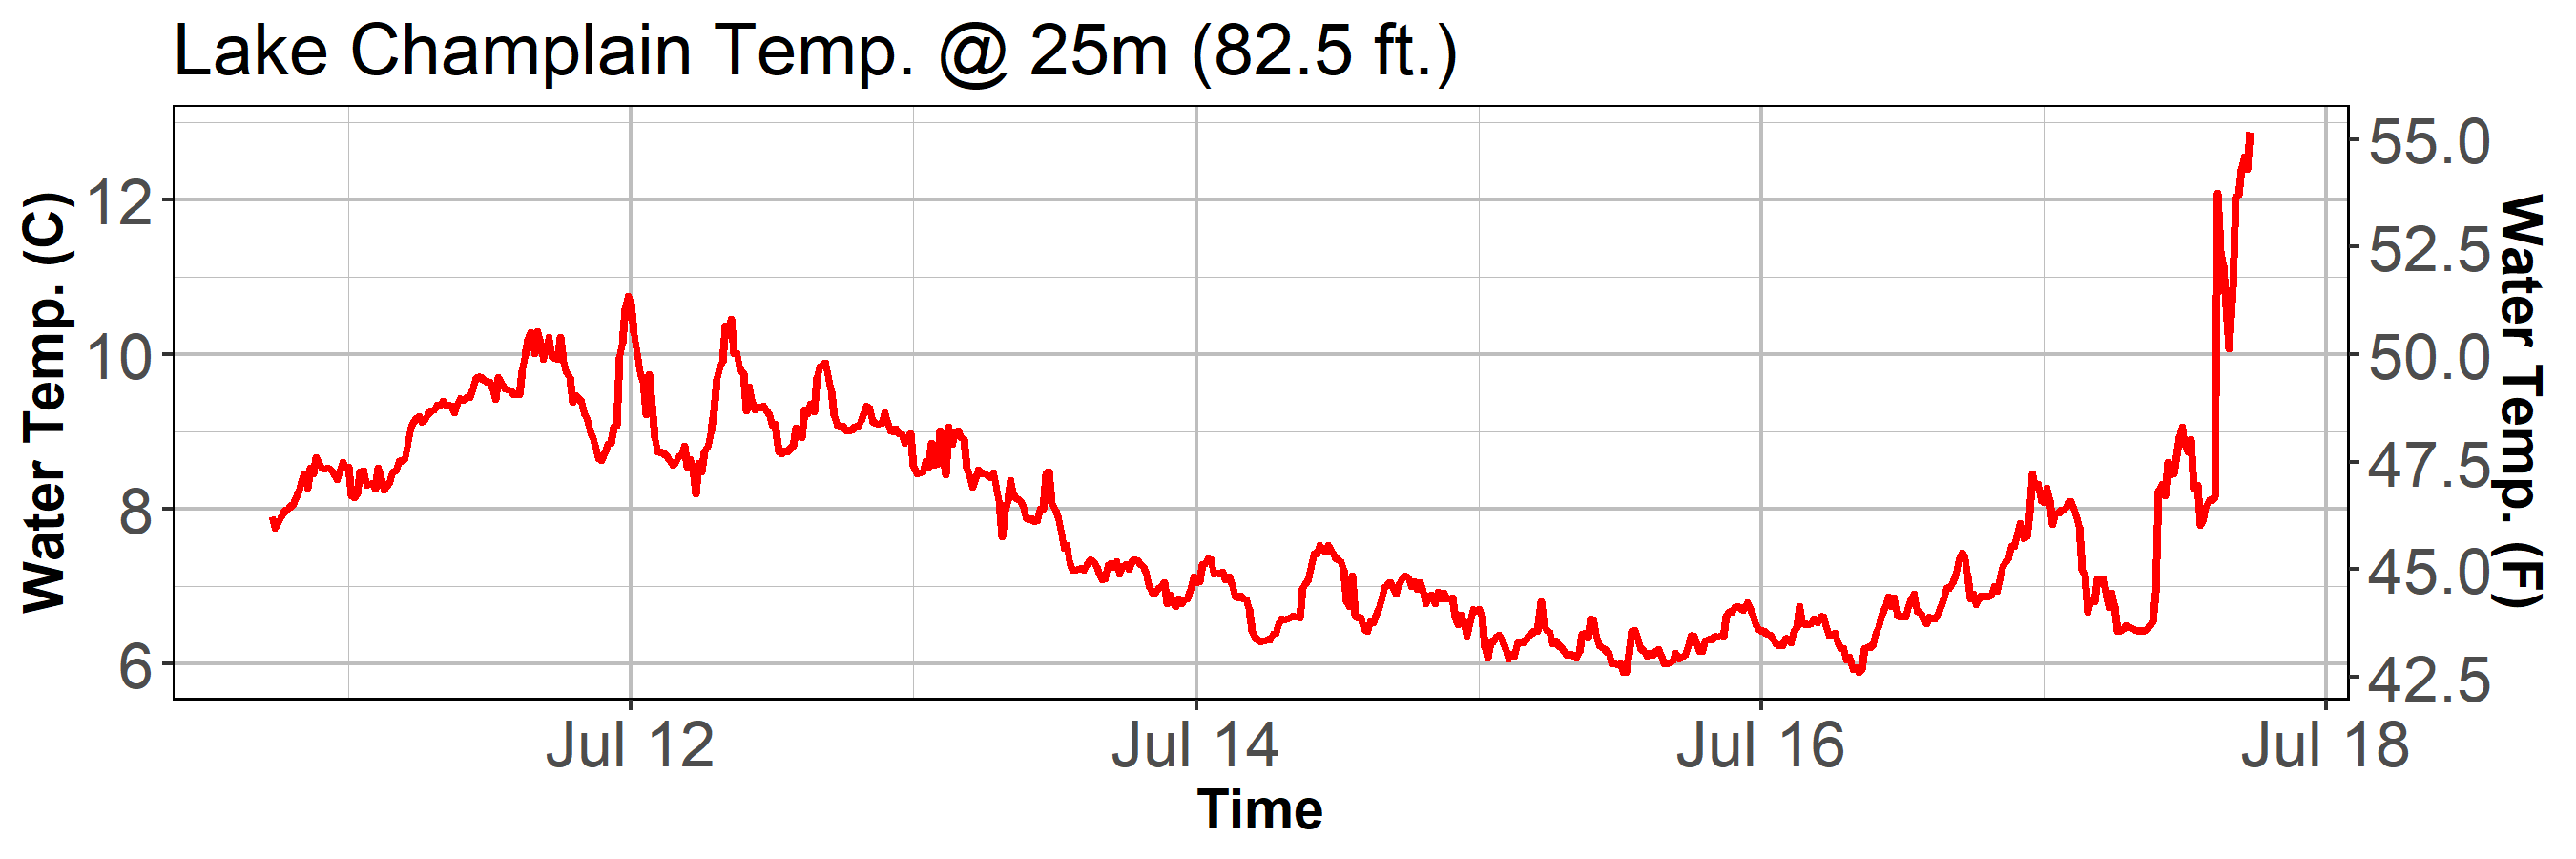 Lake Champlain Temp. @ 25m (82.5 ft.)
Water Temp. (C)
12
10
8
6
55.0
52.5
50.0
47.5
45.0
42.5
Water Temp. (F)
Jul 12 Jul 14 Jul 16 Jul 18
Time